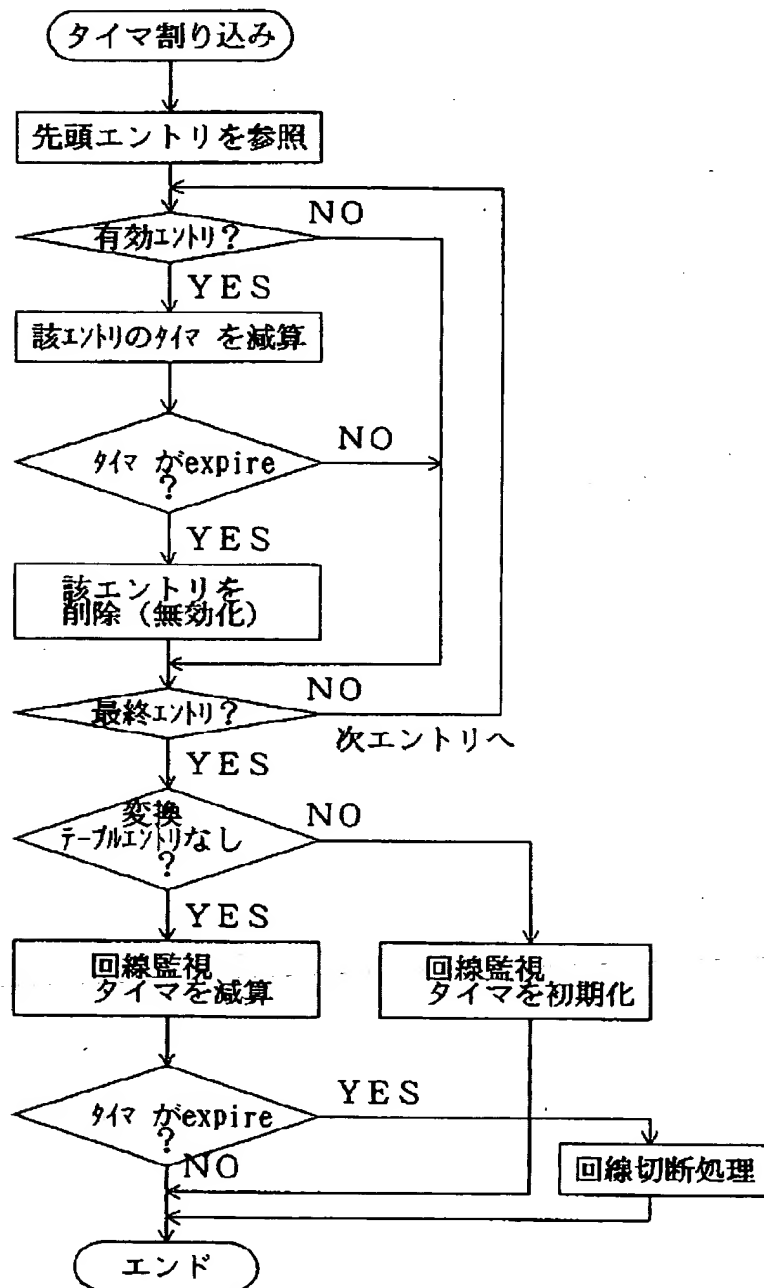 タイマ割り込み
先頭エントリを参照
NO
有効エントリ?
YES
該エントリのタイマ を減算
NO
タイマ がexpire
?
YES
該エントリを
削除(無効化)
NO
最終エントリ?
次エントリへ
YES
変換
テーブルエントリなし
?
NO
YES
回線監視
タイマを減算
回線監視
タイマを初期化
YES
タイマ がexpire
?
NO
回線切断処理
エンド